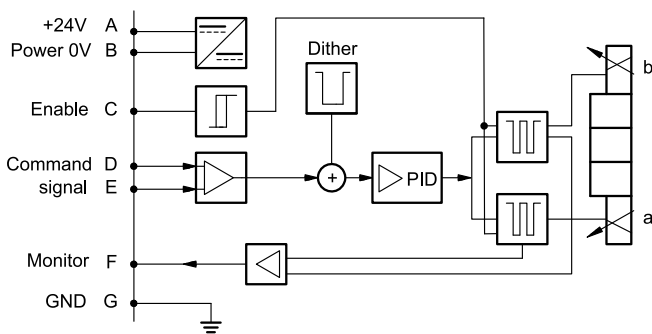 +24V A
Power 0V B
Dither
b
Enable C
Command D
signal E
+
PID
a
Monitor F
GND G